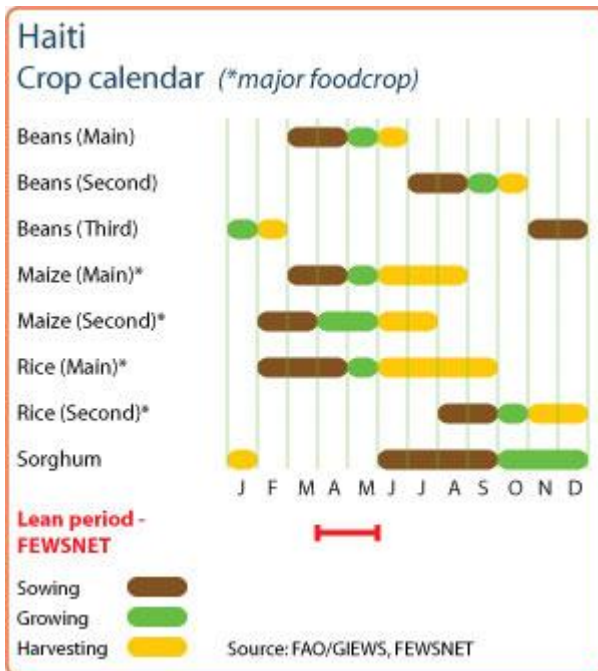 Haiti
Crop calendar (*major foodcrop)
Beans (Main)
Beans (Second)
Beans (Third)
Maize (Main)*
Maize (Second)*
Rice (Main)*
Rice (Second)*
Sorghum
J F M A M J J A S O N D
Lean period -
FEWSNET
Sowing
Growing
Harvesting
Source: FAO/GIEWS, FEWSNET